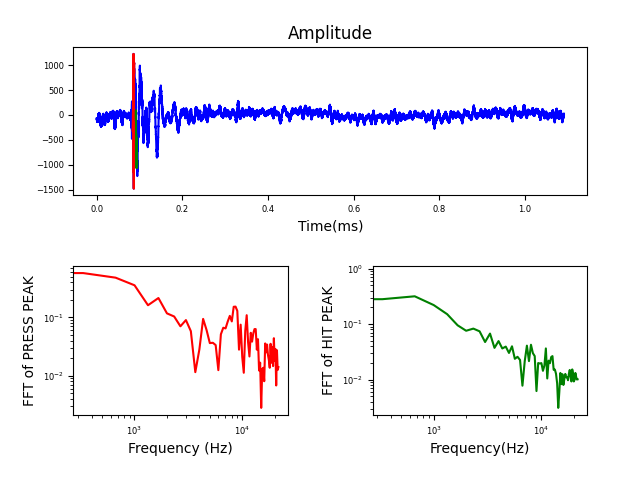 Amplitude
1000
500
0
−500
−1000
−1500
0.0 0.2 0.4 0.6 0.8 1.0
Time(ms)
FFT of PRESS PEAK
10⁻¹
10⁻²
10³ 10⁴
Frequency (Hz)
FFT of HIT PEAK
10⁰
10⁻¹
10⁻²
10³ 10⁴
Frequency(Hz)